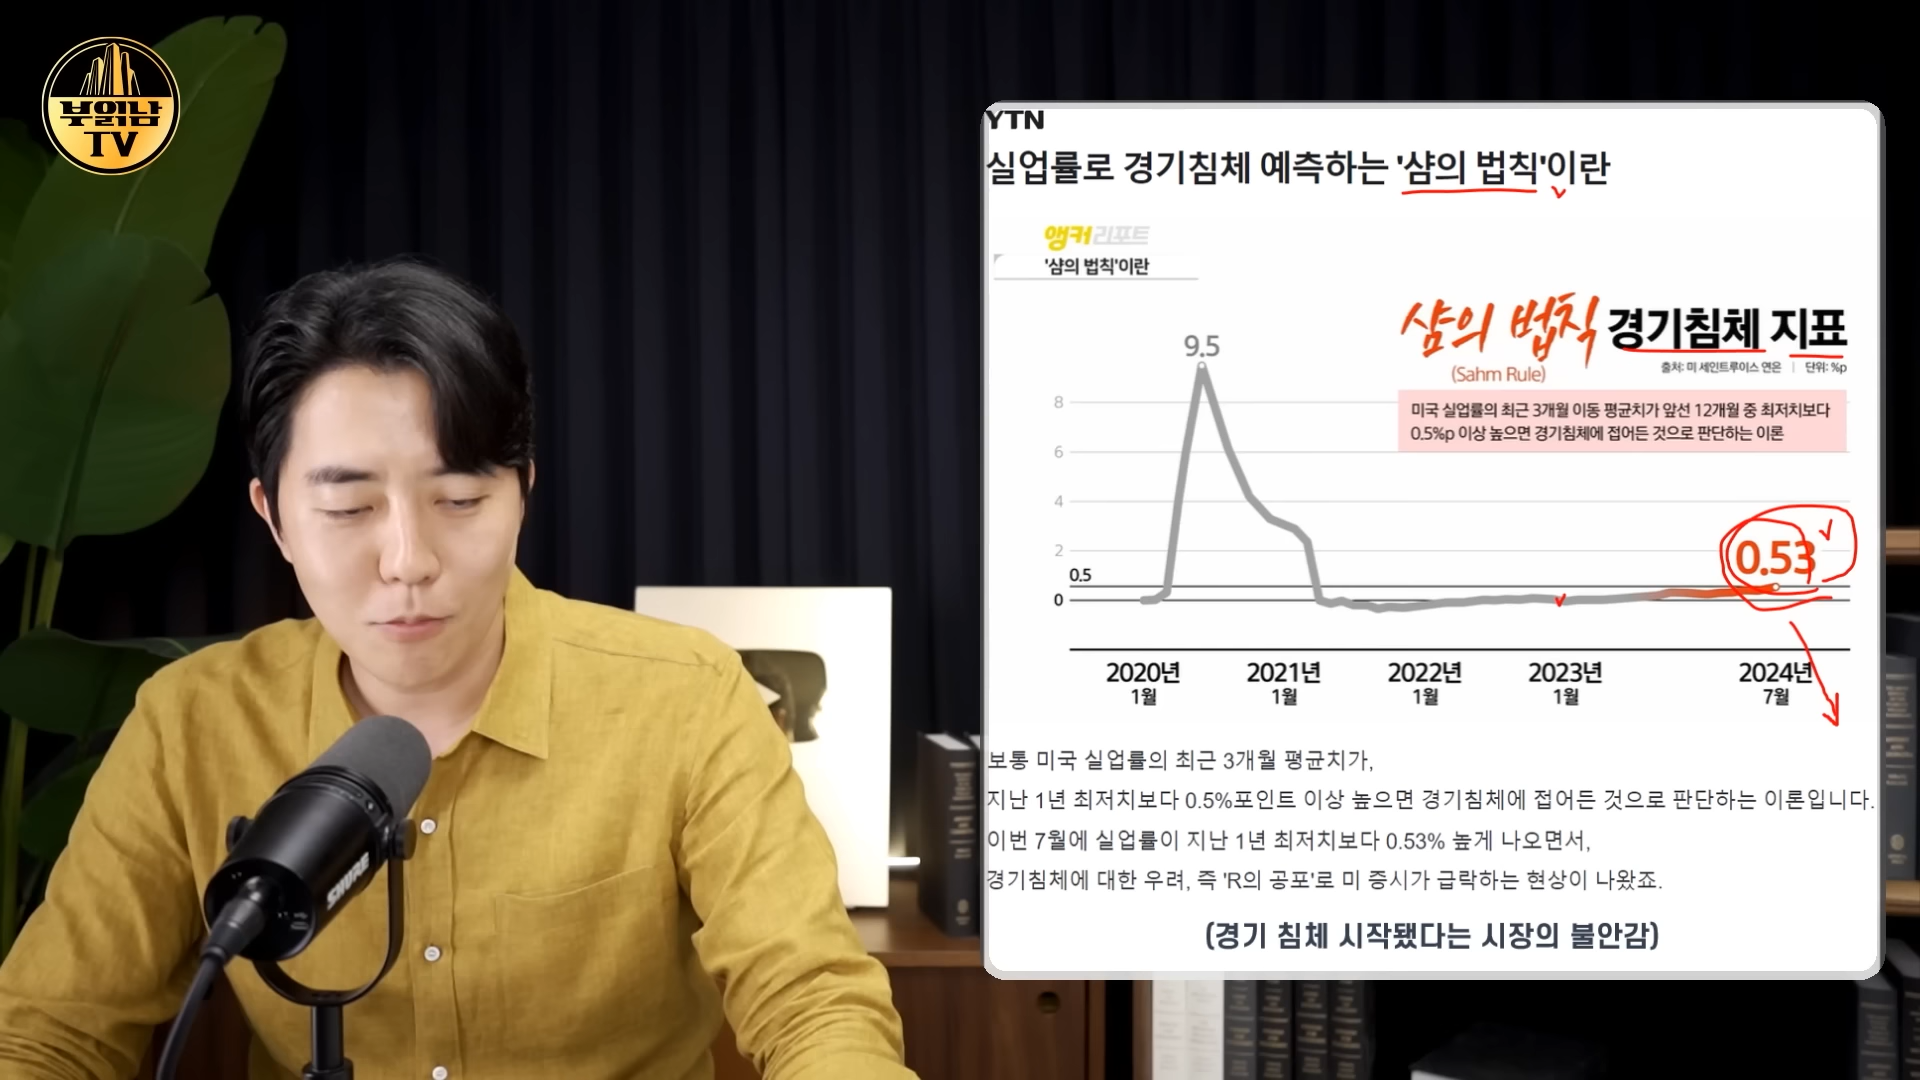 부읽남
TV
YTN
실업률로 경기침체 예측하는 '샴의 법칙'이란
앵커리포트
'샴의 법칙'이란
샴의 법칙 경기침체 지표
(Sahm Rule)
출처: 미 세인트루이스 연은 | 단위: %p
미국 실업률의 최근 3개월 이동 평균치가 앞선 12개월 중 최저치보다
0.5%p 이상 높으면 경기침체에 접어든 것으로 판단하는 이론
9.5
8
6
4
2
0.5
0
0.53
2020년 2021년 2022년 2023년 2024년
1월 1월 1월 1월 7월
보통 미국 실업률의 최근 3개월 평균치가,
지난 1년 최저치보다 0.5%포인트 이상 높으면 경기침체에 접어든 것으로 판단하는 이론입니다.
이번 7월에 실업률이 지난 1년 최저치보다 0.53% 높게 나오면서,
경기침체에 대한 우려, 즉 'R의 공포'로 미 증시가 급락하는 현상이 나왔죠.
(경기 침체 시작됐다는 시장의 불안감)
SHURE